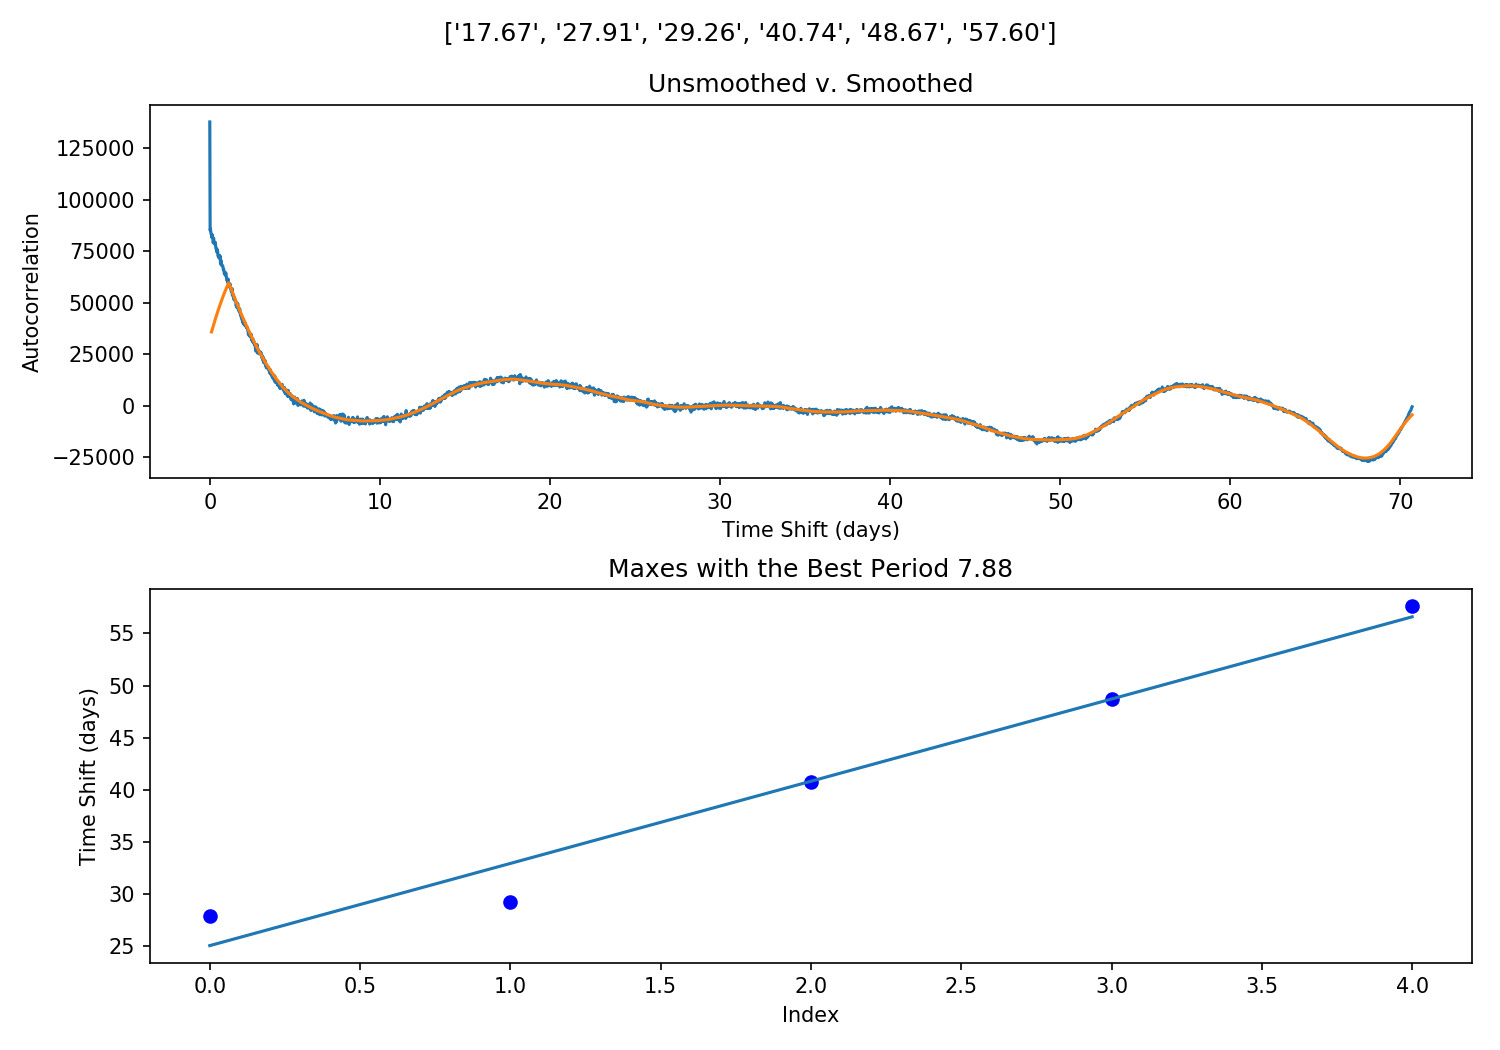 ['17.67', '27.91', '29.26', '40.74', '48.67', '57.60']
Unsmoothed v. Smoothed
125000
100000
75000
50000
25000
0
−25000
Autocorrelation
0 10 20 30 40 50 60 70
Time Shift (days)
Maxes with the Best Period 7.88
55
50
45
40
35
30
25
Time Shift (days)
0.0 0.5 1.0 1.5 2.0 2.5 3.0 3.5 4.0
Index